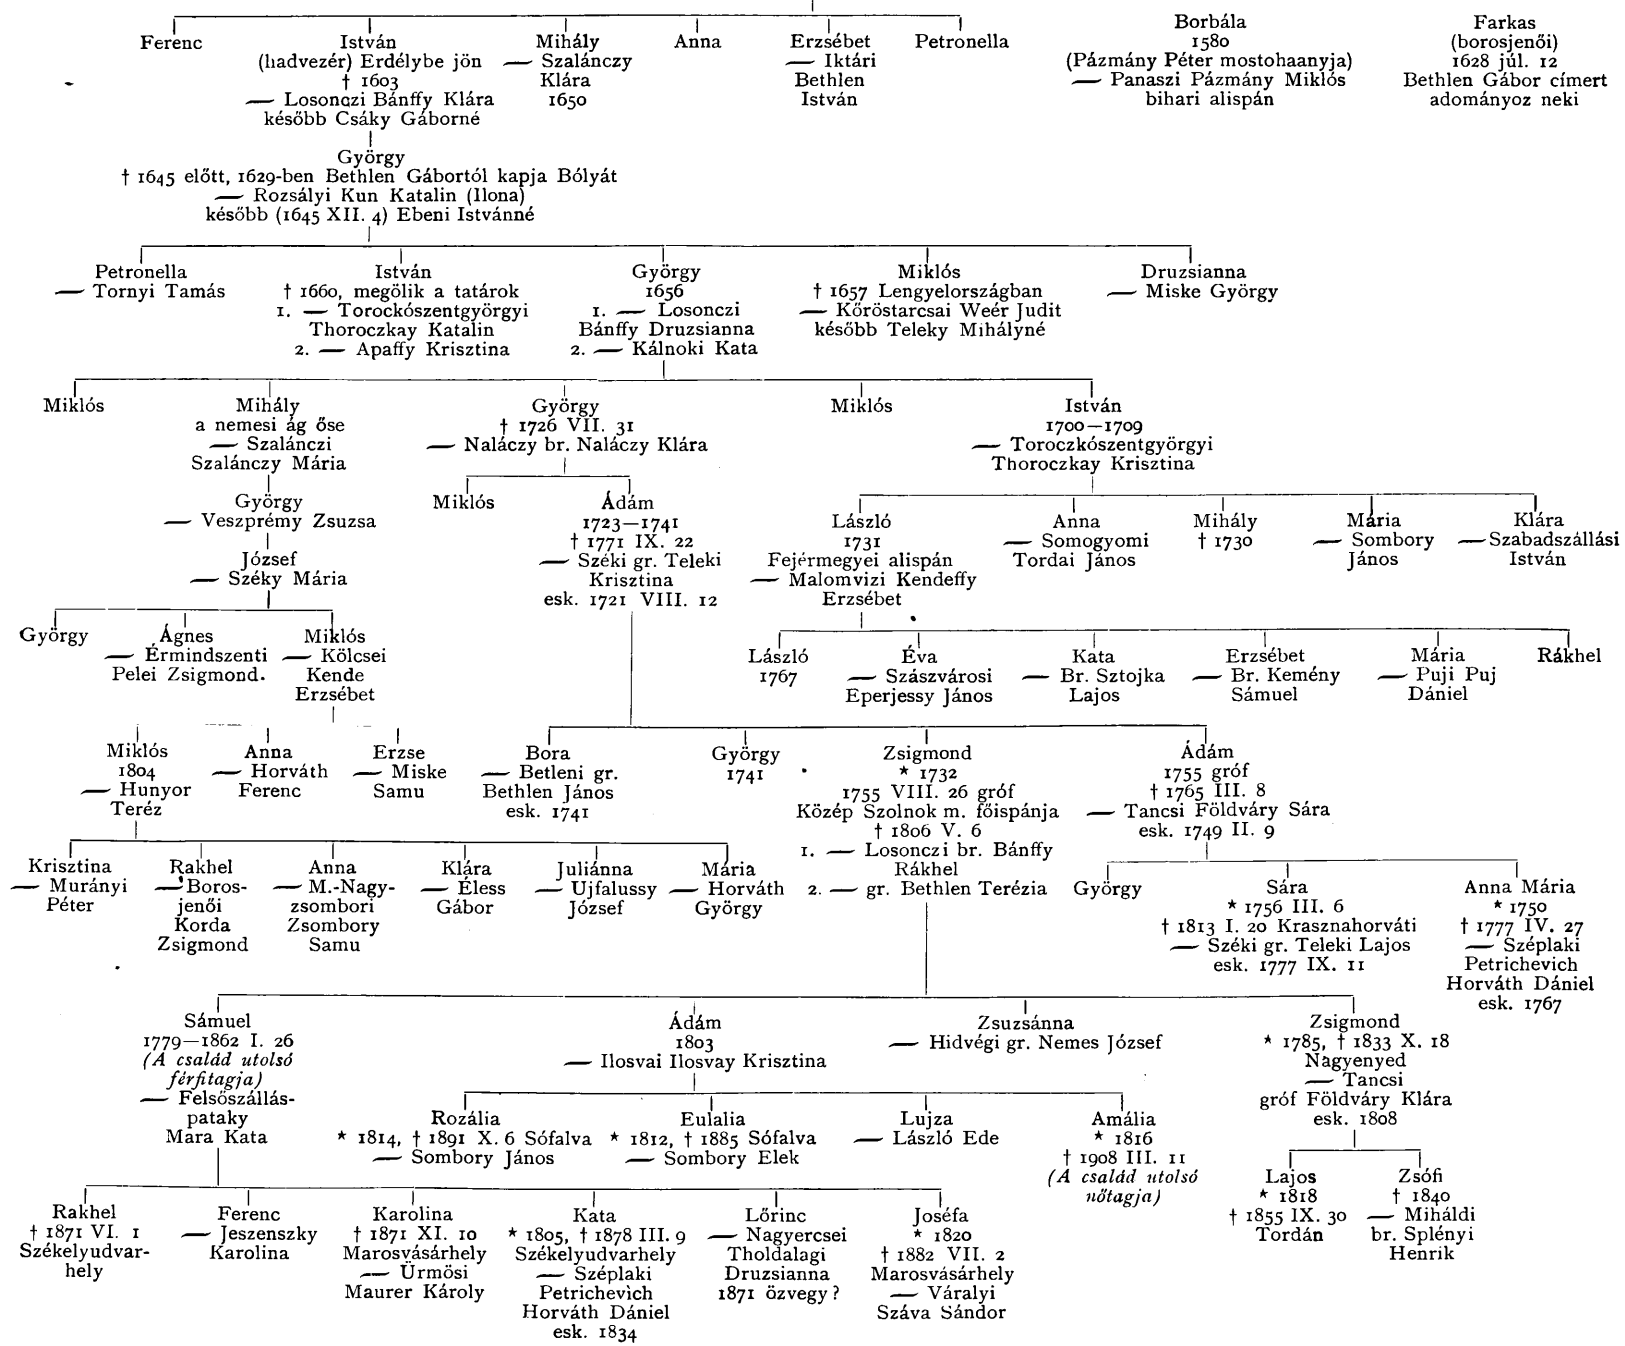 Ferenc
István
(hadvezér) Erdélybe jön
† 1603
— Losonczi Bánffy Klára
később Csáky Gáborné
Mihály
— Szalánczy
Klára
1650
Anna
Erzsébet
— Iktári
Bethlen
István
Petronella
Borbála
1580
(Pázmány Péter mostohaanyja)
— Panaszi Pázmány Miklós
bihari alispán
Farkas
(borosjenői)
1628 júl. 12
Bethlen Gábor címert
adományoz neki
György
† 1645 előtt, 1629-ben Bethlen Gábortól kapja Bólyát
— Rozsályi Kun Katalin (Ilona)
később (1645 XII. 4) Ebeni Istvánné
Petronella
— Tornyi Tamás
István
† 1660, megölik a tatárok
1. — Torockószentgyörgyi
Thoroczkay Katalin
2. — Apaffy Krisztina
György
1656
1. — Losonczi
Bánffy Druzsianna
2. — Kálnoki Kata
Miklós
† 1657 Lengyelországban
— Kőröstarcsai Weér Judit
később Teleky Mihályné
Druzsianna
— Miske György
Miklós
Mihály
a nemesi ág őse
— Szalánczi
Szalánczy Mária
György
† 1726 VII. 31
— Naláczy br. Naláczy Klára
Miklós
István
1700—1709
— Toroczkószentgyörgyi
Thoroczkay Krisztina
György
— Veszprémy Zsuzsa
József
— Széky Mária
Miklós
Ádám
1723—1741
† 1771 IX. 22
— Széki gr. Teleki
Krisztina
esk. 1721 VIII. 12
László
1731
Fejérmegyei alispán
— Malomvizi Kendeffy
Erzsébet
Anna
— Somogyomi
Tordai János
Mihály
† 1730
Mária
— Sombory
János
Klára
— Szabadszállási
István
György
Ágnes
— Érmindszenti
Pelei Zsigmond.
Miklós
— Kölcsei
Kende
Erzsébet
László
1767
Éva
— Szászvárosi
Eperjessy János
Kata
— Br. Sztojka
Lajos
Erzsébet
— Br. Kemény
Sámuel
Mária
— Puji Puj
Dániel
Rákhel
Miklós
1804
— Hunyor
Teréz
Anna
— Horváth
Ferenc
Erzse
— Miske
Samu
Bora
— Betleni gr.
Bethlen János
esk. 1741
György
1741
Zsigmond
* 1732
1755 VIII. 26 gróf
Közép Szolnok m. főispánja
† 1806 V. 6
1. — Losonczi br. Bánffy
Rákhel
2. — gr. Bethlen Terézia
Ádám
1755 gróf
† 1765 III. 8
— Tancsi Földváry Sára
esk. 1749 II. 9
Krisztina
— Murányi
Péter
Rakhel
— Boros-
jenői
Korda
Zsigmond
Anna
— M.-Nagy-
zsombori
Zsombory
Samu
Klára
— Éless
Gábor
Juliánna
— Ujfalussy
József
Mária
— Horváth
György
György
Sára
* 1756 III. 6
† 1813 I. 20 Krasznahorváti
— Széki gr. Teleki Lajos
esk. 1777 IX. 11
Anna Mária
* 1750
† 1777 IV. 27
— Széplaki
Petrichevich
Horváth Dániel
esk. 1767
Sámuel
1779—1862 I. 26
(A család utolsó
férfitagja)
— Felsőszállás-
pataky
Mara Kata
Ádám
1803
— Ilosvai Ilosvay Krisztina
Zsuzsánna
— Hidvégi gr. Nemes József
Zsigmond
* 1785, † 1833 X. 18
Nagyenyed
— Tancsi
gróf Földváry Klára
esk. 1808
Rozália
* 1814, † 1891 X. 6 Sófalva
— Sombory János
Eulalia
* 1812, † 1885 Sófalva
— Sombory Elek
Lujza
— László Ede
Amália
* 1816
† 1908 III. 11
(A család utolsó
nőtagja)
Lajos
* 1818
† 1855 IX. 30
Tordán
Zsófi
† 1840
— Miháldi
br. Splényi
Henrik
Rakhel
† 1871 VI. 1
Székelyudvar-
hely
Ferenc
— Jeszenszky
Karolina
Karolina
† 1871 XI. 10
Marosvásárhely
— Ürmösi
Maurer Károly
Kata
* 1805, † 1878 III. 9
Székelyudvarhely
— Széplaki
Petrichevich
Horváth Dániel
esk. 1834
Lőrinc
— Nagyercsei
Tholdalagi
Druzsianna
1871 özvegy?
Joséfa
* 1820
† 1882 VII. 2
Marosvásárhely
— Váralyi
Száva Sándor